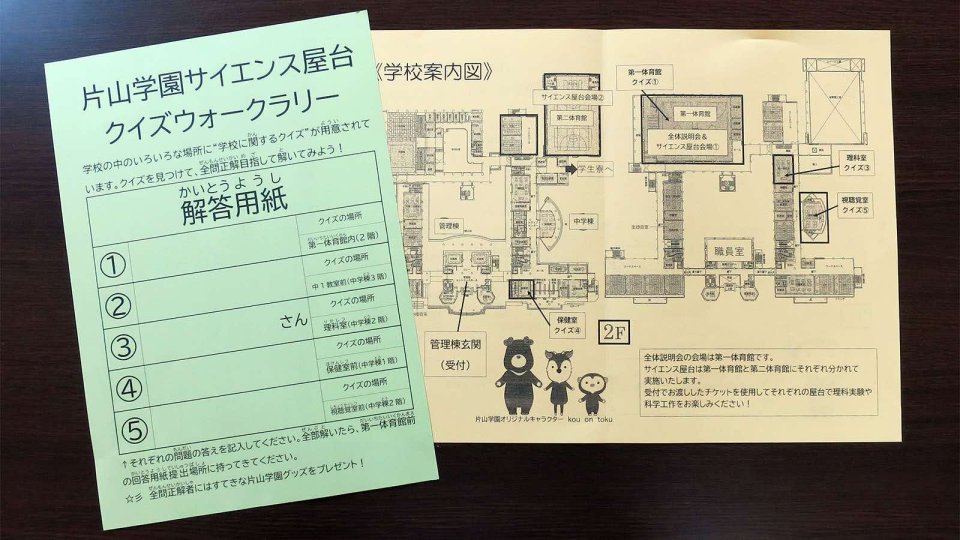 片山学園サイエンス屋台
クイズウォークラリー
学校の中のいろいろな場所に"学校に関するクイズ"が用意されて
います。クイズを見つけて、全問正解目指して解いてみよう！
かいとうようし
解答用紙
① クイズの場所
第一体育館内(2階)
② クイズの場所
中1教室前(中学棟3階)
③ さん クイズの場所
理科室(中学棟2階)
④ クイズの場所
保健室前(中学棟1階)
⑤ クイズの場所
視聴覚室前(中学棟2階)
↑それぞれの問題の答えを記入してください。全部解いたら、第一体育館前
の回答用紙提出場所に持ってきてください。
☆彡 全問正解者にはすてきな片山学園グッズをプレゼント！
《学校案内図》
サイエンス屋台会場②
第二体育館
学生寮へ
管理棟
中学棟
保健室
クイズ④
管理棟玄関
(受付)
第一体育館
クイズ①
第一体育館
全体説明会＆
サイエンス屋台会場①
理科室
クイズ③
視聴覚室
クイズ⑤
職員室
2F
片山学園オリジナルキャラクター kou on toku
全体説明会の会場は第一体育館です。
サイエンス屋台は第一体育館と第二体育館にそれぞれ分かれて
実施いたします。
受付でお渡ししたチケットを使用してそれぞれの屋台で理科実験や
科学工作をお楽しみください！